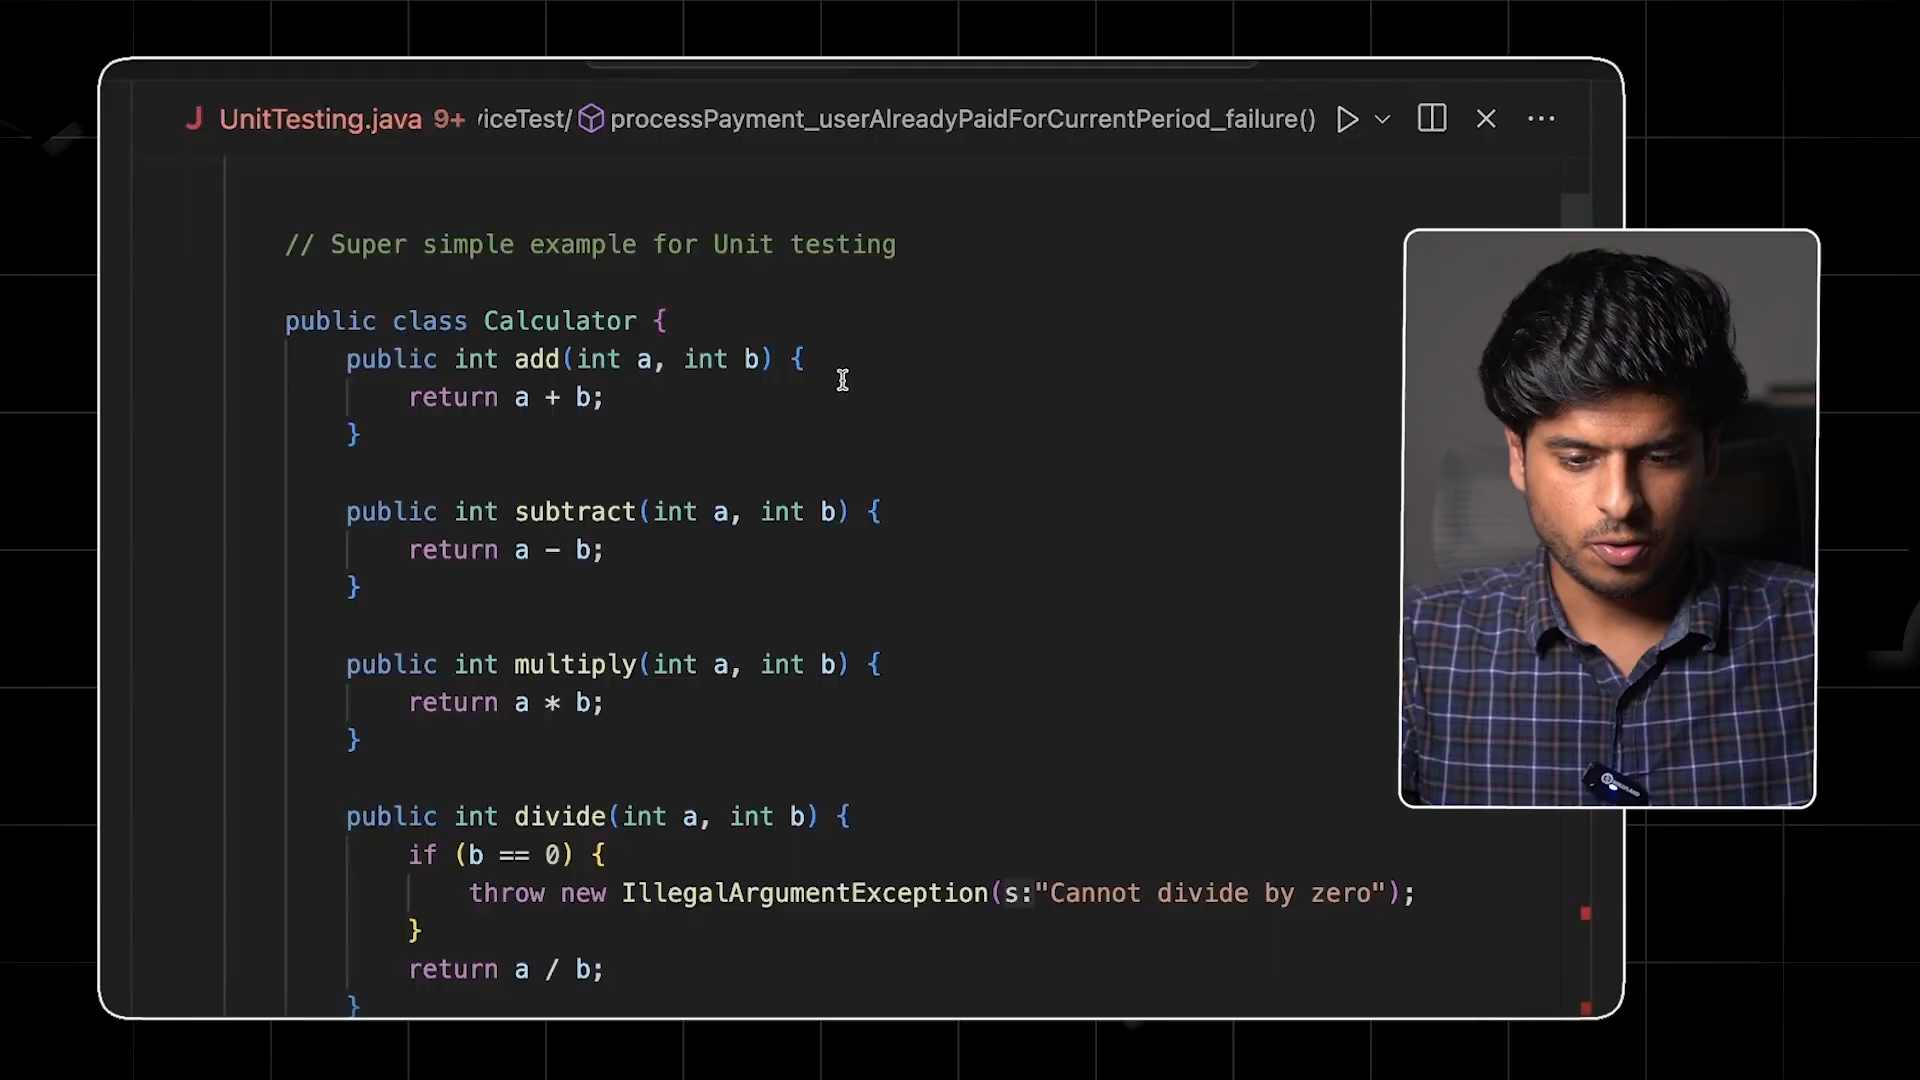 UnitTesting.java 9+ viceTest/ processPayment_userAlreadyPaidForCurrentPeriod_failure()
// Super simple example for Unit testing
public class Calculator {
public int add(int a, int b) {
return a + b;
}
public int subtract(int a, int b) {
return a - b;
}
public int multiply(int a, int b) {
return a * b;
}
public int divide(int a, int b) {
if (b == 0) {
throw new IllegalArgumentException(s:"Cannot divide by zero");
}
return a / b;
}